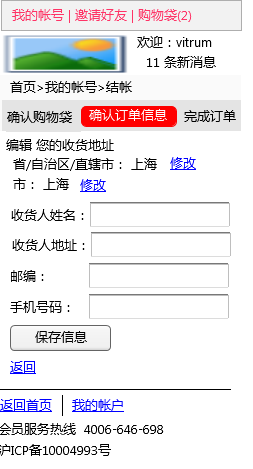 我的帐号 | 邀请好友 | 购物袋(2)
欢迎：vitrum
11 条新消息
首页>我的帐号>结帐
确认购物袋 确认订单信息 完成订单
编辑 您的收货地址
省/自治区/直辖市： 上海 修改
市： 上海 修改
收货人姓名：
收货人地址：
邮编：
手机号码：
保存信息
返回
返回首页 我的帐户
会员服务热线 4006-646-698
沪ICP备10004993号